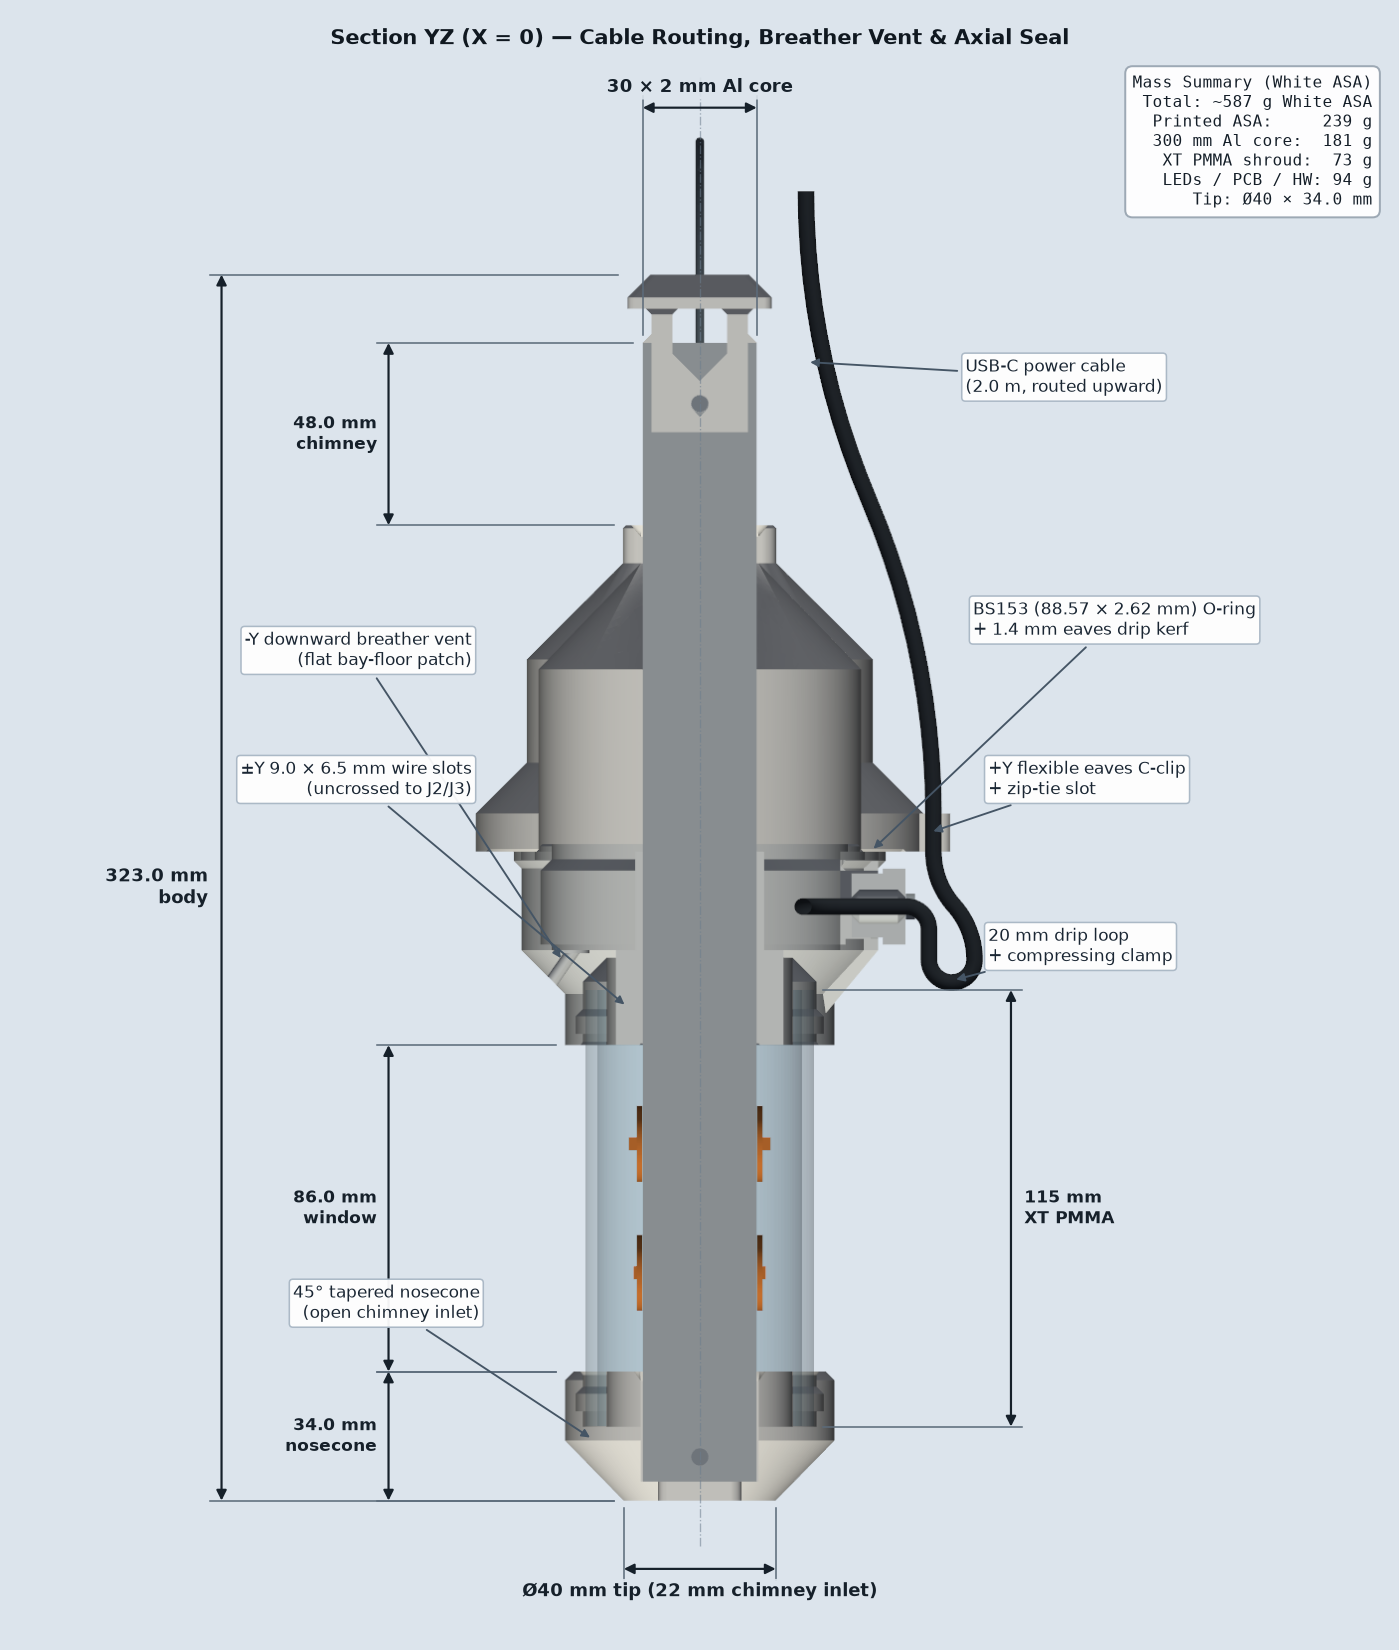 Section YZ (X = 0) — Cable Routing, Breather Vent & Axial Seal
30 × 2 mm Al core
Mass Summary (White ASA)
Total: ~587 g White ASA
Printed ASA: 239 g
300 mm Al core: 181 g
XT PMMA shroud: 73 g
LEDs / PCB / HW: 94 g
Tip: Ø40 × 34.0 mm
USB-C power cable
(2.0 m, routed upward)
48.0 mm
chimney
BS153 (88.57 × 2.62 mm) O-ring
+ 1.4 mm eaves drip kerf
-Y downward breather vent
(flat bay-floor patch)
±Y 9.0 × 6.5 mm wire slots
(uncrossed to J2/J3)
+Y flexible eaves C-clip
+ zip-tie slot
323.0 mm
body
20 mm drip loop
+ compressing clamp
86.0 mm
window
115 mm
XT PMMA
45° tapered nosecone
(open chimney inlet)
34.0 mm
nosecone
Ø40 mm tip (22 mm chimney inlet)